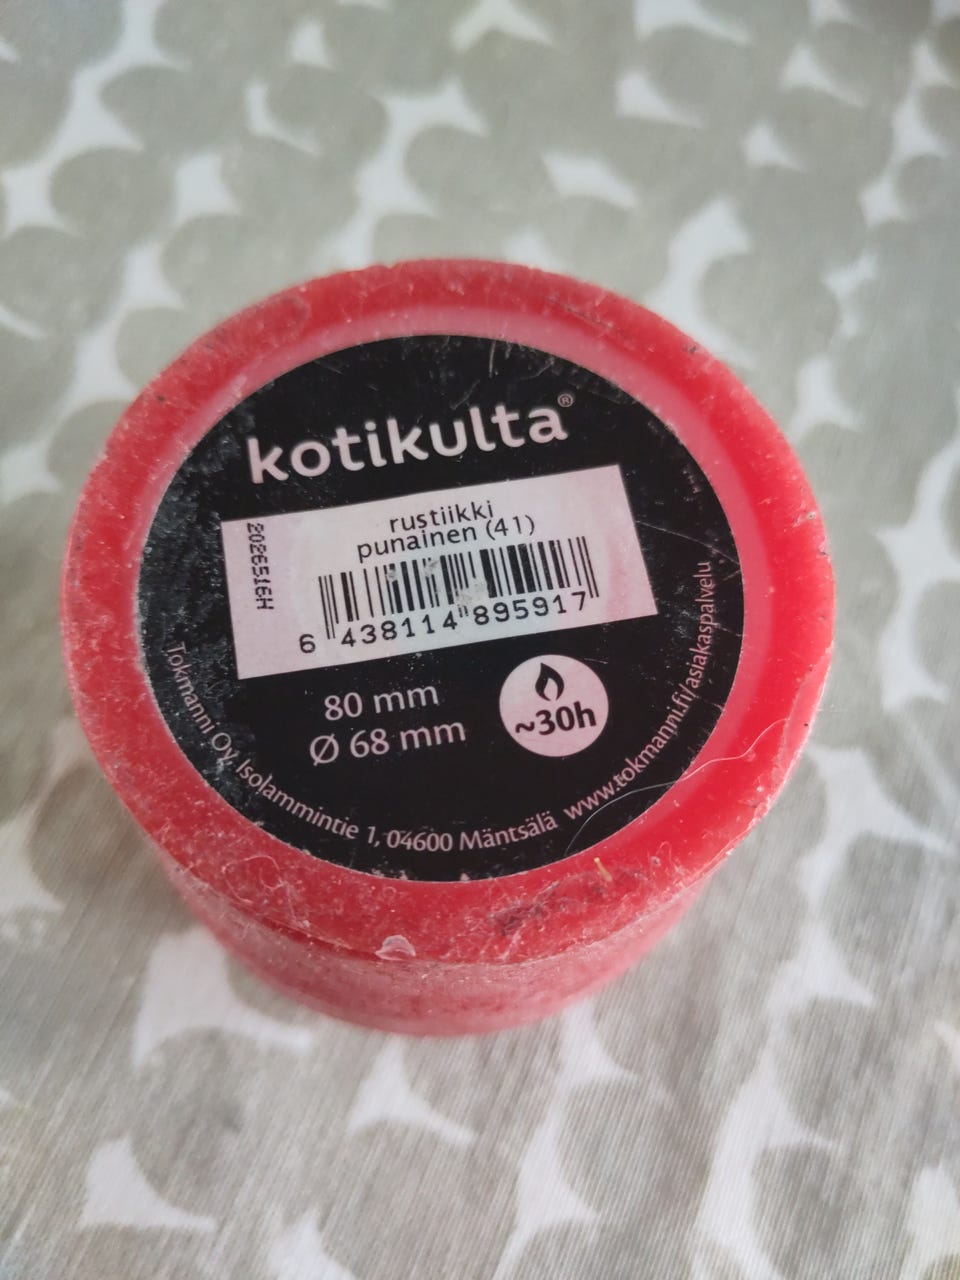 kotikulta®
rustiikki
punainen (41)
2026516H
6 438114 895917
80 mm
Ø 68 mm
~30h
Tokmanni Oy, Isolammintie 1, 04600 Mäntsälä www.tokmanni.fi/asiakaspalvelu